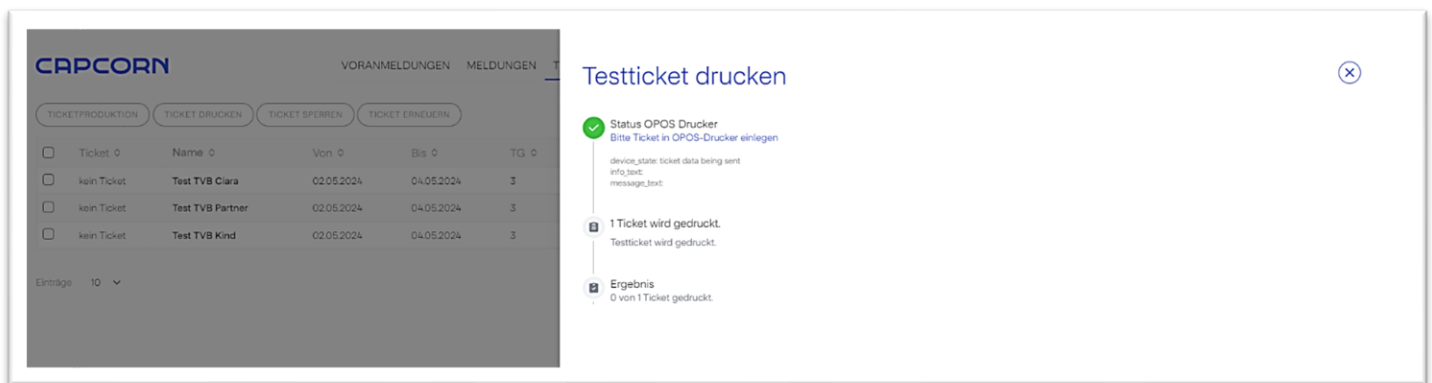 CAPCORN
VORANMELDUNGEN MELDUNGEN T
TICKETPRODUKTION TICKET DRUCKEN TICKET SPERREN TICKET ERNEUERN
Ticket Name Von Bis TG
kein Ticket Test TVB Ciara 02.05.2024 04.05.2024 3
kein Ticket Test TVB Partner 02.05.2024 04.05.2024 3
kein Ticket Test TVB Kind 02.05.2024 04.05.2024 3
Einträge 10
Testticket drucken
Status OPOS Drucker
Bitte Ticket in OPOS-Drucker einlegen
device_state: ticket data being sent
info_text:
message_text:
1 Ticket wird gedruckt.
Testticket wird gedruckt.
Ergebnis
0 von 1 Ticket gedruckt.